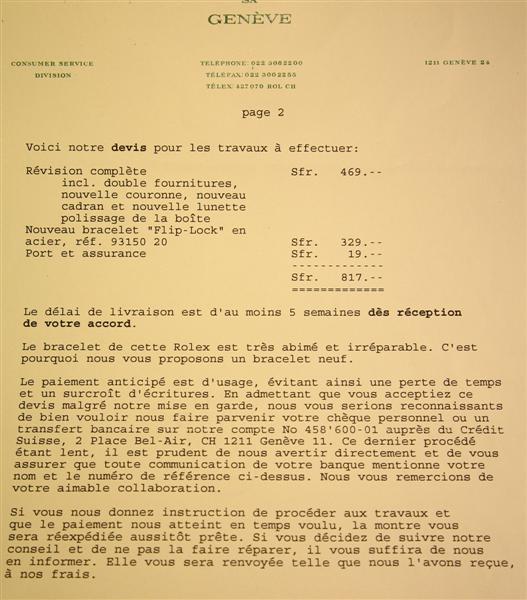 SA
GENÈVE
CONSUMER SERVICE
DIVISION
TÉLÉPHONE: 022 3082200
TÉLÉFAX: 022 3002255
TÉLEX: 427070 ROL CH
1211 GENÈVE 24
page 2
Voici notre devis pour les travaux à effectuer:
Révision complète Sfr. 469.--
incl. double fournitures,
nouvelle couronne, nouveau
cadran et nouvelle lunette
polissage de la boîte
Nouveau bracelet "Flip-Lock" en
acier, réf. 93150 20 Sfr. 329.--
Port et assurance Sfr. 19.--
-------------
Sfr. 817.--
=============
Le délai de livraison est d'au moins 5 semaines dès réception
de votre accord.
Le bracelet de cette Rolex est très abimé et irréparable. C'est
pourquoi nous vous proposons un bracelet neuf.
Le paiement anticipé est d'usage, évitant ainsi une perte de temps
et un surcroît d'écritures. En admettant que vous acceptiez ce
devis malgré notre mise en garde, nous vous serions reconnaissants
de bien vouloir nous faire parvenir votre chèque personnel ou un
transfert bancaire sur notre compte No 458'600-01 auprès du Crédit
Suisse, 2 Place Bel-Air, CH 1211 Genève 11. Ce dernier procédé
étant lent, il est prudent de nous avertir directement et de vous
assurer que toute communication de votre banque mentionne votre
nom et le numéro de référence ci-dessus. Nous vous remercions de
votre aimable collaboration.
Si vous nous donnez instruction de procéder aux travaux et
que le paiement nous atteint en temps voulu, la montre vous
sera réexpédiée aussitôt prête. Si vous décidez de suivre notre
conseil et de ne pas la faire réparer, il vous suffira de nous
en informer. Elle vous sera renvoyée telle que nous l'avons reçue,
à nos frais.